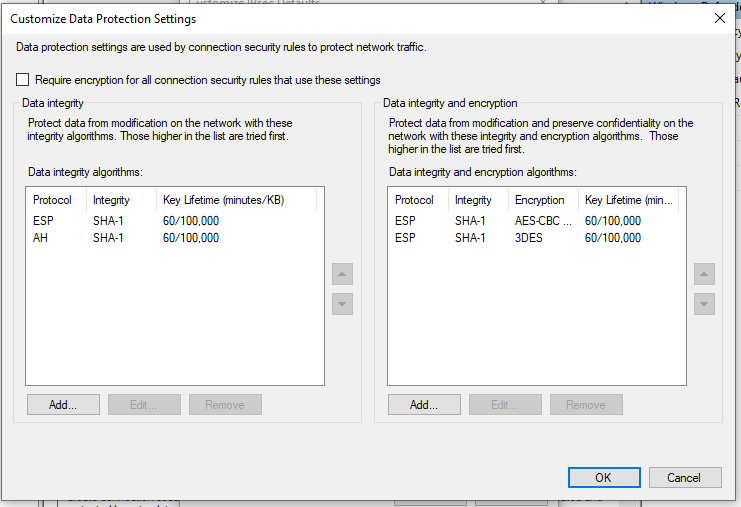 Customize IPsec Defaults
Customize Data Protection Settings
Data protection settings are used by connection security rules to protect network traffic.
Require encryption for all connection security rules that use these settings
Data integrity
Protect data from modification on the network with these
integrity algorithms. Those higher in the list are tried first.
Data integrity algorithms:
Protocol Integrity Key Lifetime (minutes/KB)
ESP SHA-1 60/100,000
AH SHA-1 60/100,000
Add... Edit... Remove
Data integrity and encryption
Protect data from modification and preserve confidentiality on the
network with these integrity and encryption algorithms. Those
higher in the list are tried first.
Data integrity and encryption algorithms:
Protocol Integrity Encryption Key Lifetime (min...
ESP SHA-1 AES-CBC ... 60/100,000
ESP SHA-1 3DES 60/100,000
Add... Edit... Remove
OK Cancel